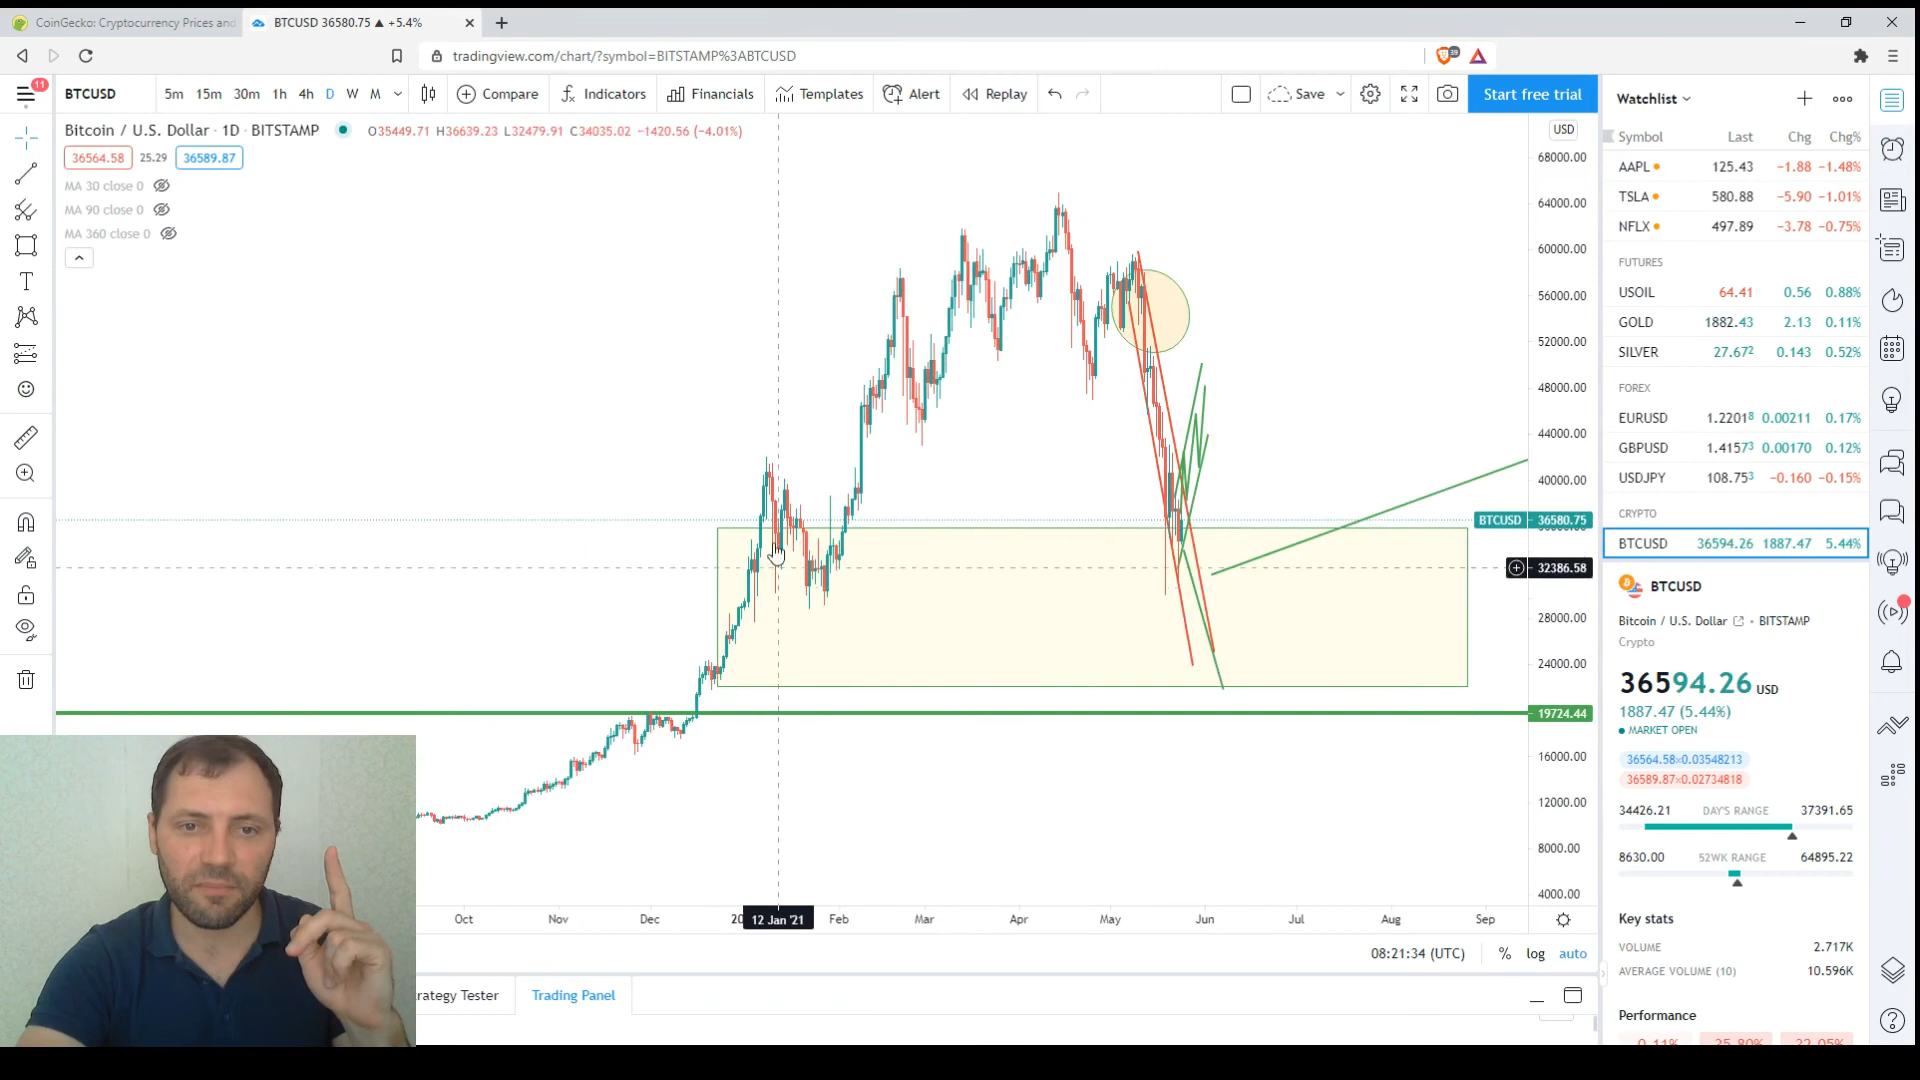 CoinGecko: Cryptocurrency Prices and
BTCUSD 36580.75 ▲ +5.4%
tradingview.com/chart/?symbol=BITSTAMP%3ABTCUSD
11
BTCUSD
5m 15m 30m 1h 4h D W M
Compare
Indicators
Financials
Templates
Alert
Replay
Save
Start free trial
Bitcoin / U.S. Dollar · 1D · BITSTAMP
O35449.71 H36639.23 L32479.91 C34035.02 −1420.56 (−4.01%)
36564.58 25.29 36589.87
MA 30 close 0
MA 90 close 0
MA 360 close 0
USD
68000.00
64000.00
60000.00
56000.00
52000.00
48000.00
44000.00
40000.00
BTCUSD 36580.75
32386.58
28000.00
24000.00
19724.44
16000.00
12000.00
8000.00
4000.00
Oct Nov Dec 20 12 Jan '21 Feb Mar Apr May Jun Jul Aug Sep
08:21:34 (UTC) % log auto
rategy Tester Trading Panel
Watchlist
Symbol Last Chg Chg%
AAPL 125.43 −1.88 −1.48%
TSLA 580.88 −5.90 −1.01%
NFLX 497.89 −3.78 −0.75%
FUTURES
USOIL 64.41 0.56 0.88%
GOLD 1882.43 2.13 0.11%
SILVER 27.672 0.143 0.52%
FOREX
EURUSD 1.22018 0.00211 0.17%
GBPUSD 1.41573 0.00170 0.12%
USDJPY 108.753 −0.160 −0.15%
CRYPTO
BTCUSD 36594.26 1887.47 5.44%
BTCUSD
Bitcoin / U.S. Dollar · BITSTAMP
Crypto
36594.26 USD
1887.47 (5.44%)
MARKET OPEN
36564.58×0.03548213
36589.87×0.02734818
34426.21 DAY'S RANGE 37391.65
8630.00 52WK RANGE 64895.22
Key stats
VOLUME 2.717K
AVERAGE VOLUME (10) 10.596K
Performance